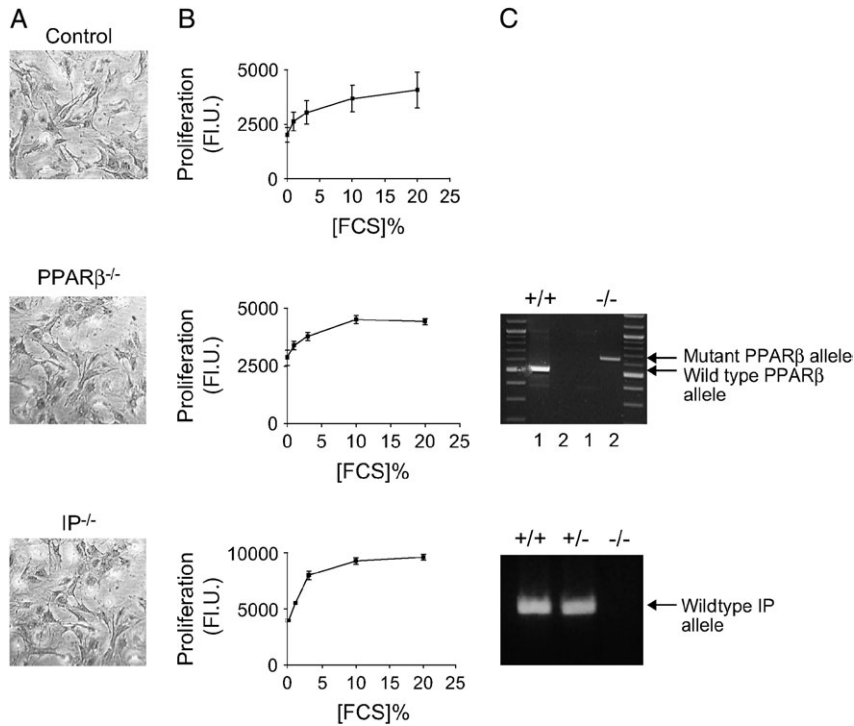 A
B
C
Control
Proliferation
(Fl.U.)
5000
2500
0
0 5 10 15 20 25
[FCS]%
PPARβ-/-
Proliferation
(Fl.U.)
5000
2500
0
0 5 10 15 20 25
[FCS]%
+/+ -/-
Mutant PPARβ allele
Wild type PPARβ
allele
1 2 1 2
IP-/-
Proliferation
(Fl.U.)
10000
5000
0
0 5 10 15 20 25
[FCS]%
+/+ +/- -/-
Wildtype IP
allele